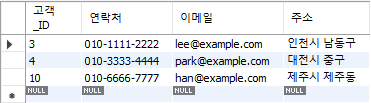 고객_ID 연락처 이메일 주소
3 010-1111-2222 lee@example.com 인천시 남동구
4 010-3333-4444 park@example.com 대전시 중구
10 010-6666-7777 han@example.com 제주시 제주동
NULL NULL NULL NULL